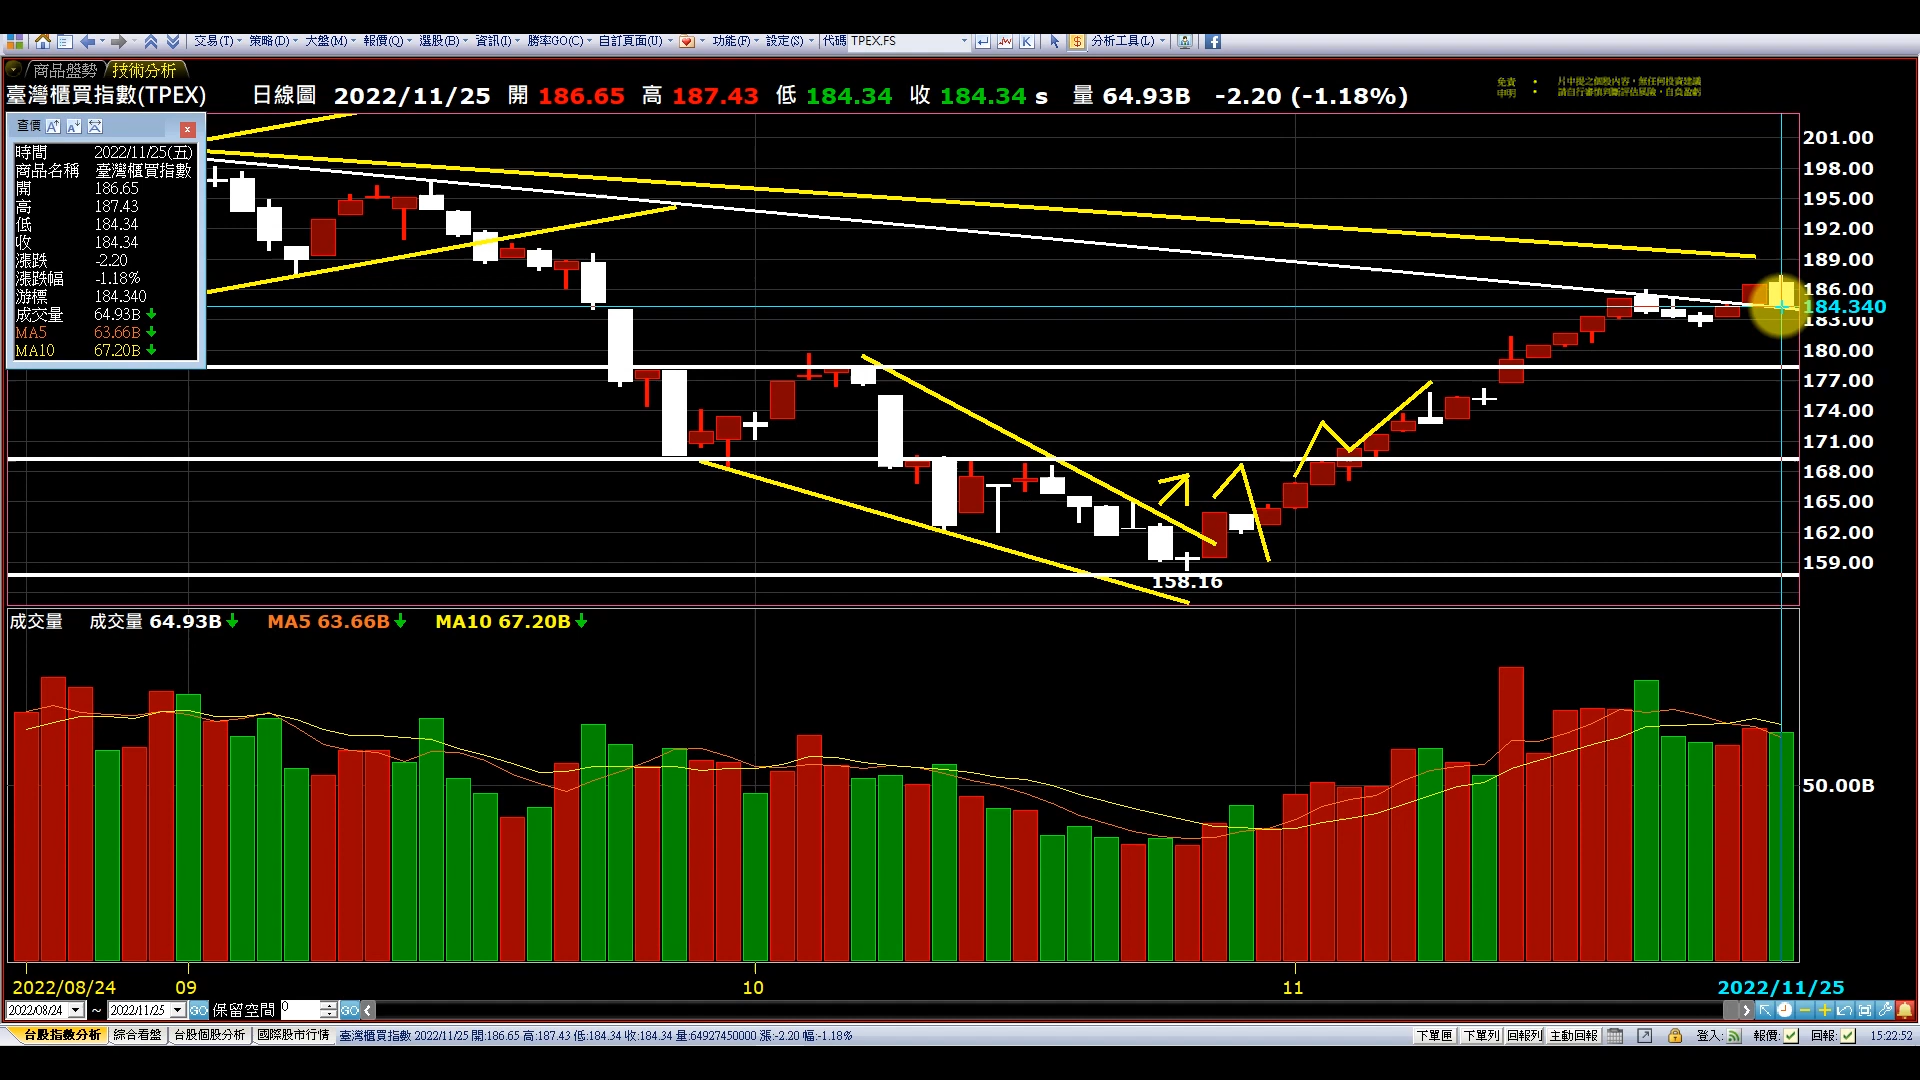 交易(T) 策略(D) 大盤(M) 報價(Q) 選股(B) 資訊(I) 勝率GO(C) 自訂頁面(U) 功能(F) 設定(S) 代碼 TPEX.FS K $ 分析工具(L)
商品盤勢 技術分析
臺灣櫃買指數(TPEX) 日線圖 2022/11/25 開 186.65 高 187.43 低 184.34 收 184.34 s 量 64.93B -2.20 (-1.18%)
免責 : 片中提之個股內容,無任何投資建議
申明 : 請自行審慎判斷評估風險,自負盈虧
查價
時間 2022/11/25(五)
商品名稱 臺灣櫃買指數
開 186.65
高 187.43
低 184.34
收 184.34
漲跌 -2.20
漲跌幅 -1.18%
游標 184.340
成交量 64.93B
MA5 63.66B
MA10 67.20B
201.00
198.00
195.00
192.00
189.00
186.00
184.340
183.00
180.00
177.00
174.00
171.00
168.00
165.00
162.00
159.00
158.16
成交量 成交量 64.93B MA5 63.66B MA10 67.20B
50.00B
2022/08/24 09 10 11 2022/11/25
2022/08/24 ~ 2022/11/25 GO 保留空間 0 GO
台股指數分析 綜合看盤 台股個股分析 國際股市行情 臺灣櫃買指數 2022/11/25 開:186.65 高:187.43 低:184.34 收:184.34 量:64927450000 漲:-2.20 幅:-1.18% 下單匣 下單列 回報列 主動回報 登入: 報價: 回報: 15:22:52